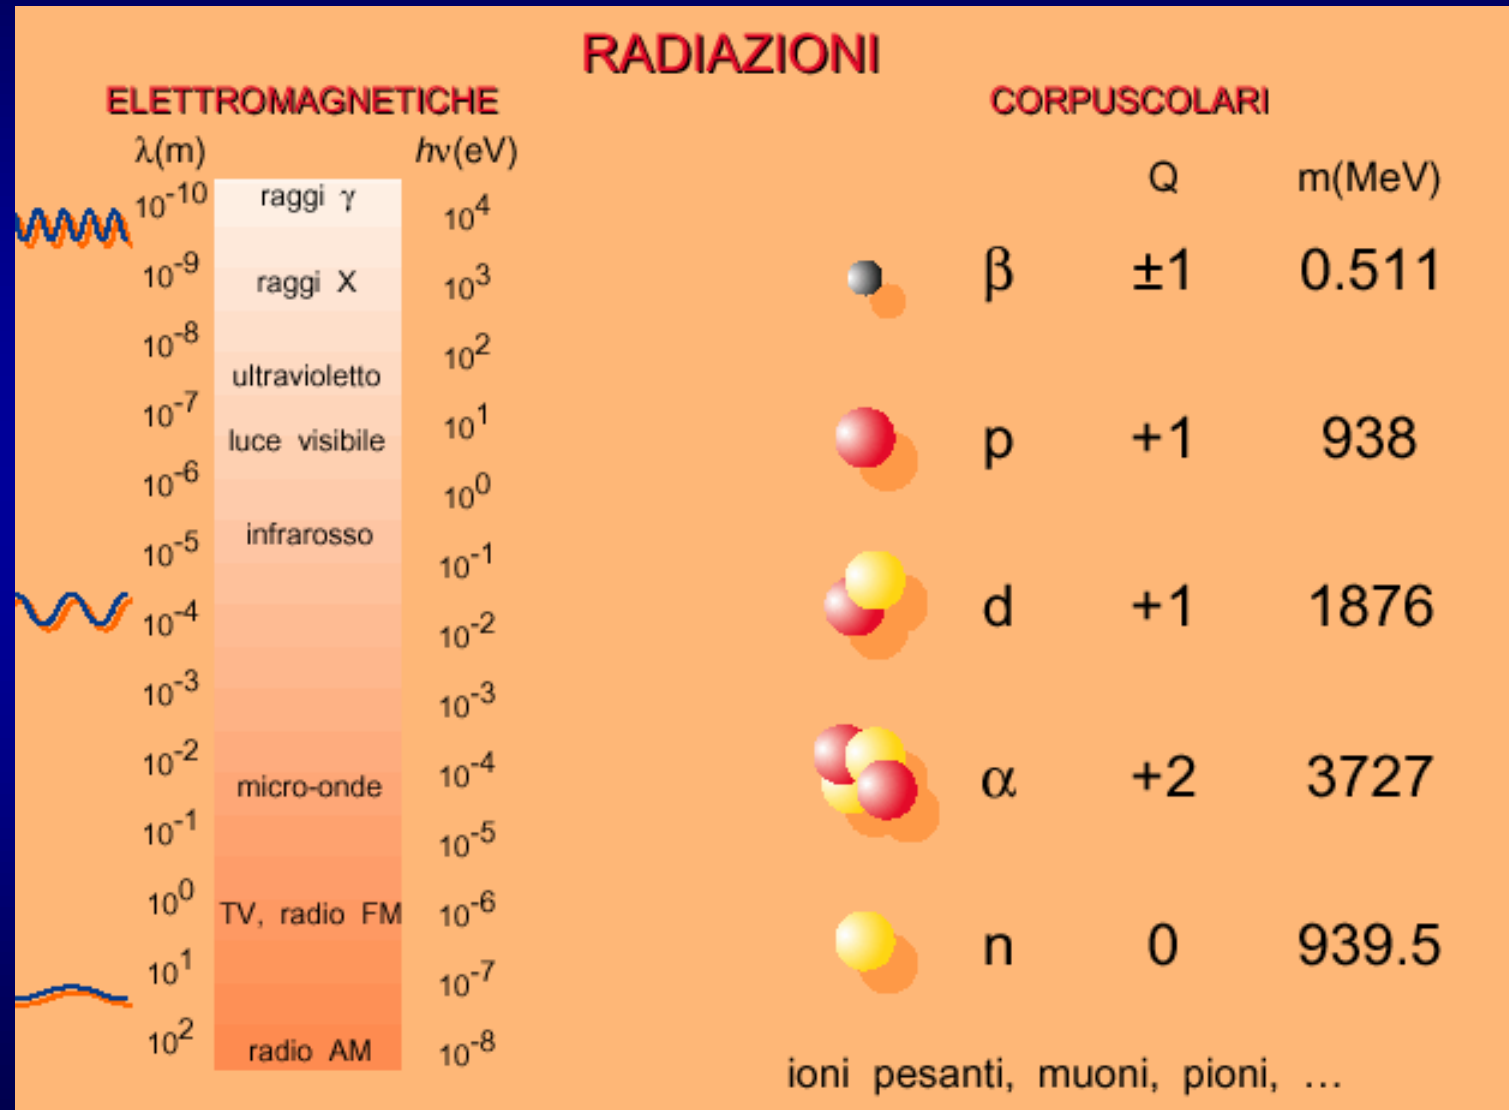 RADIAZIONI
ELETTROMAGNETICHE
λ(m) hν(eV)
10⁻¹⁰ raggi γ 10⁴
10⁻⁹ raggi X 10³
10⁻⁸ 10²
ultravioletto
10⁻⁷ 10¹
luce visibile
10⁻⁶ 10⁰
infrarosso
10⁻⁵ 10⁻¹
10⁻⁴ 10⁻²
10⁻³ 10⁻³
10⁻² 10⁻⁴
micro-onde
10⁻¹ 10⁻⁵
10⁰ TV, radio FM 10⁻⁶
10¹ 10⁻⁷
10² radio AM 10⁻⁸
CORPUSCOLARI
Q m(MeV)
β ±1 0.511
p +1 938
d +1 1876
α +2 3727
n 0 939.5
ioni pesanti, muoni, pioni, …